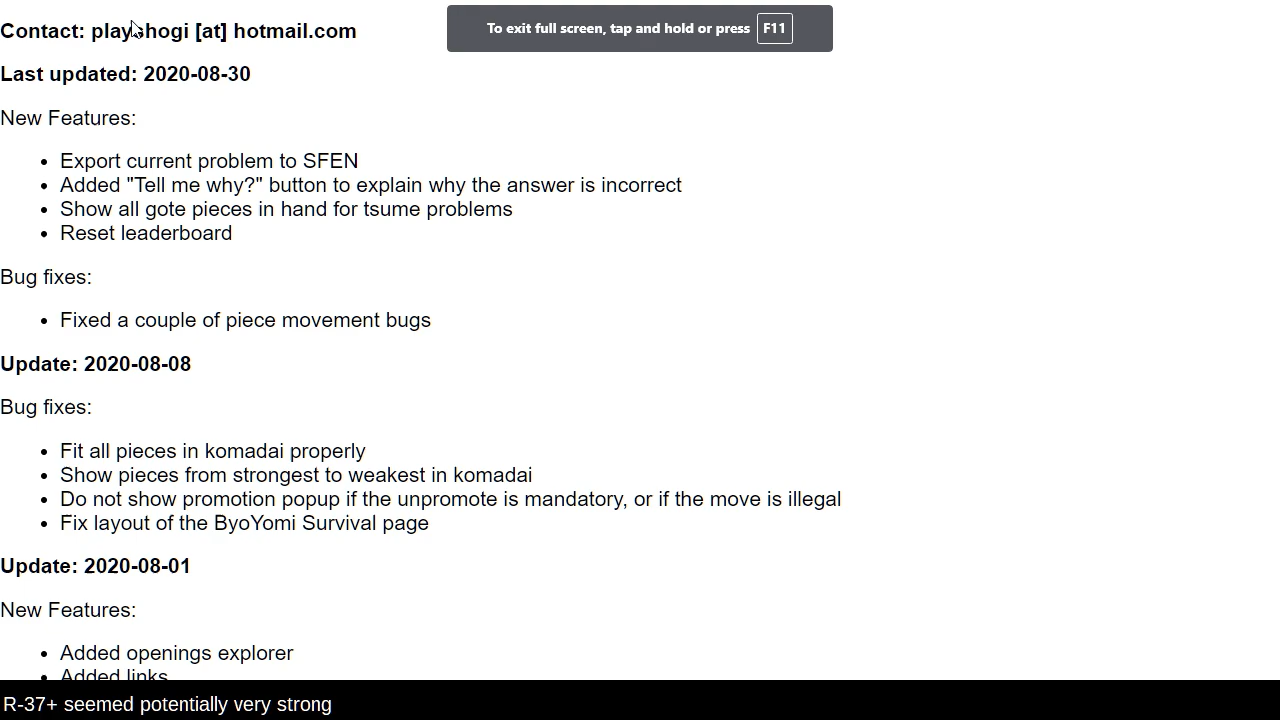 Contact: playshogi [at] hotmail.com
To exit full screen, tap and hold or press F11
Last updated: 2020-08-30
New Features:
• Export current problem to SFEN
• Added "Tell me why?" button to explain why the answer is incorrect
• Show all gote pieces in hand for tsume problems
• Reset leaderboard
Bug fixes:
• Fixed a couple of piece movement bugs
Update: 2020-08-08
Bug fixes:
• Fit all pieces in komadai properly
• Show pieces from strongest to weakest in komadai
• Do not show promotion popup if the unpromote is mandatory, or if the move is illegal
• Fix layout of the ByoYomi Survival page
Update: 2020-08-01
New Features:
• Added openings explorer
• Added links
R-37+ seemed potentially very strong